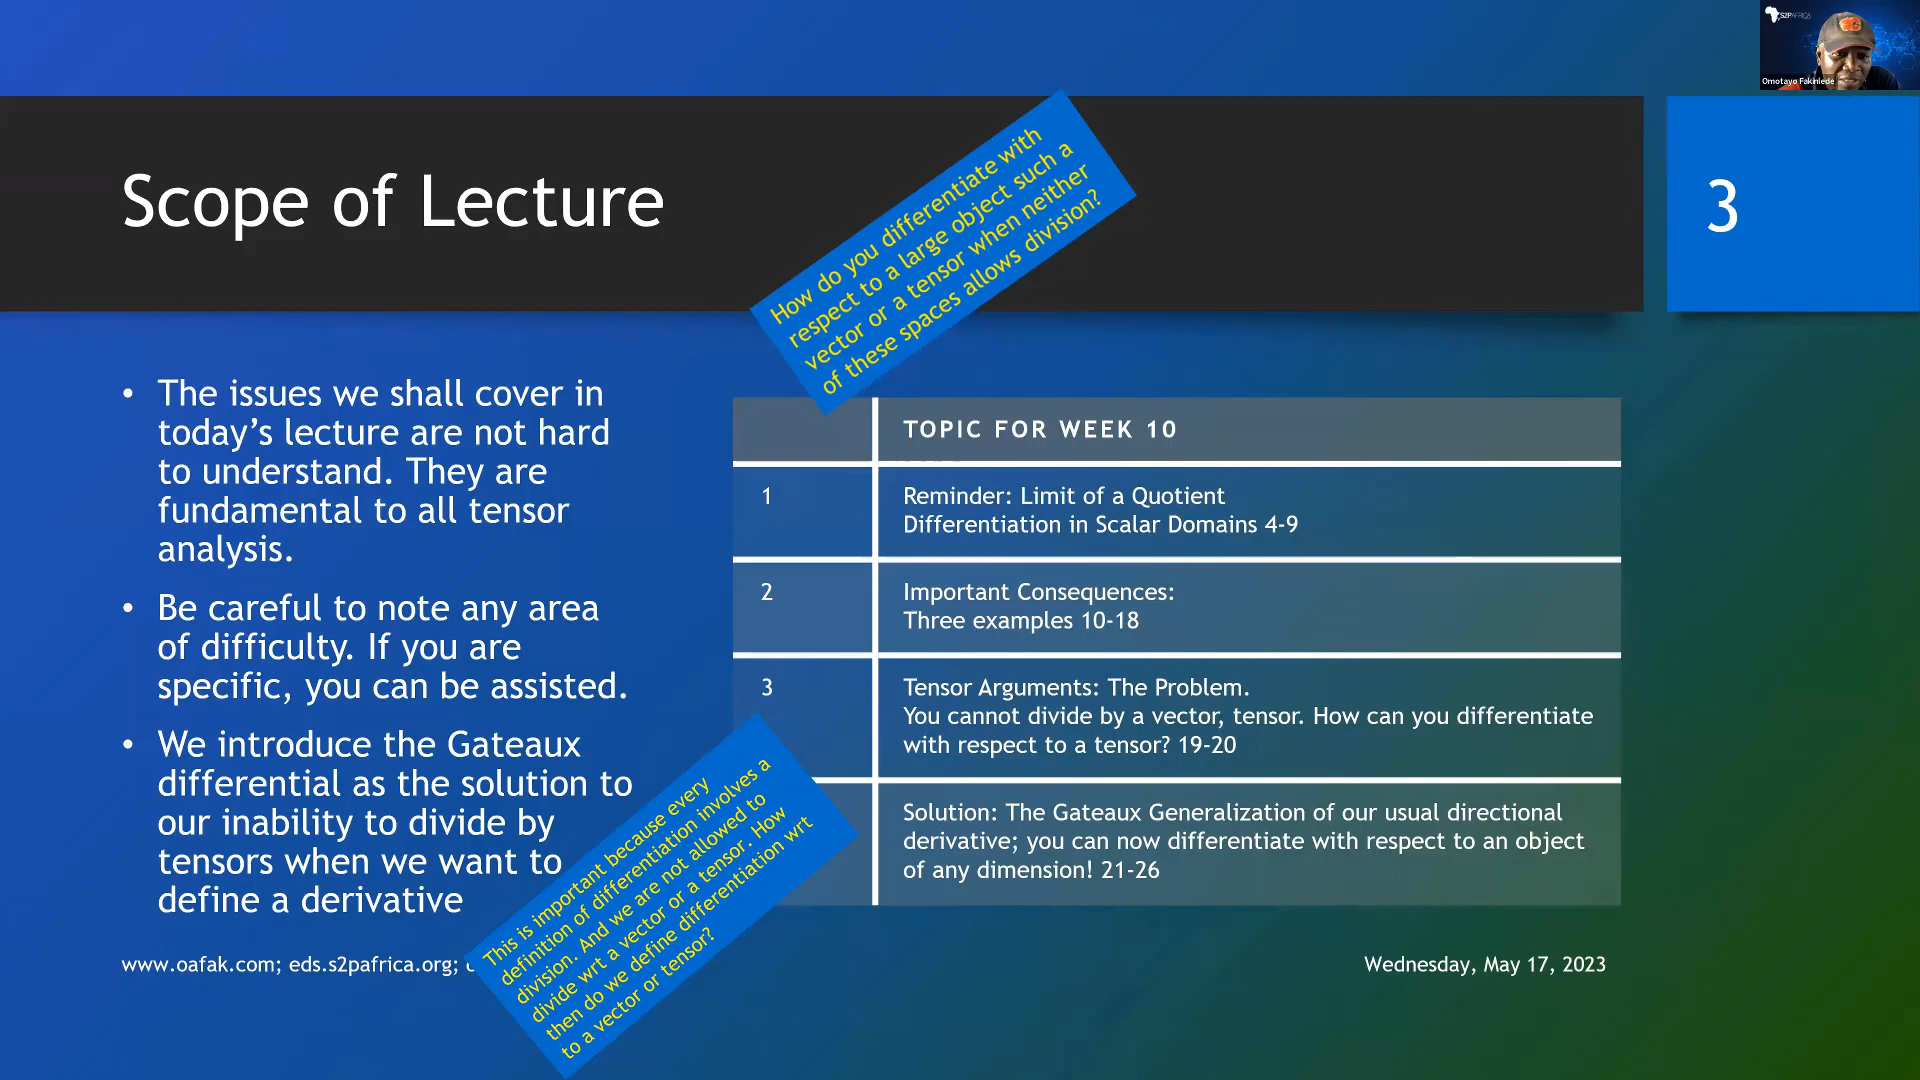 S2PAFRICA
Omotayo Fakinlede
Scope of Lecture
3
How do you differentiate with
respect to a large object such a
vector or a tensor when neither
of these spaces allows division?
• The issues we shall cover in
today’s lecture are not hard
to understand. They are
fundamental to all tensor
analysis.
• Be careful to note any area
of difficulty. If you are
specific, you can be assisted.
• We introduce the Gateaux
differential as the solution to
our inability to divide by
tensors when we want to
define a derivative
TOPIC FOR WEEK 10
1
Reminder: Limit of a Quotient
Differentiation in Scalar Domains 4-9
2
Important Consequences:
Three examples 10-18
3
Tensor Arguments: The Problem.
You cannot divide by a vector, tensor. How can you differentiate
with respect to a tensor? 19-20
Solution: The Gateaux Generalization of our usual directional
derivative; you can now differentiate with respect to an object
of any dimension! 21-26
This is important because every
definition of differentiation involves a
division. And we are not allowed to
divide wrt a vector or a tensor. How
then do we define differentiation wrt
to a vector or tensor?
www.oafak.com; eds.s2pafrica.org;
Wednesday, May 17, 2023